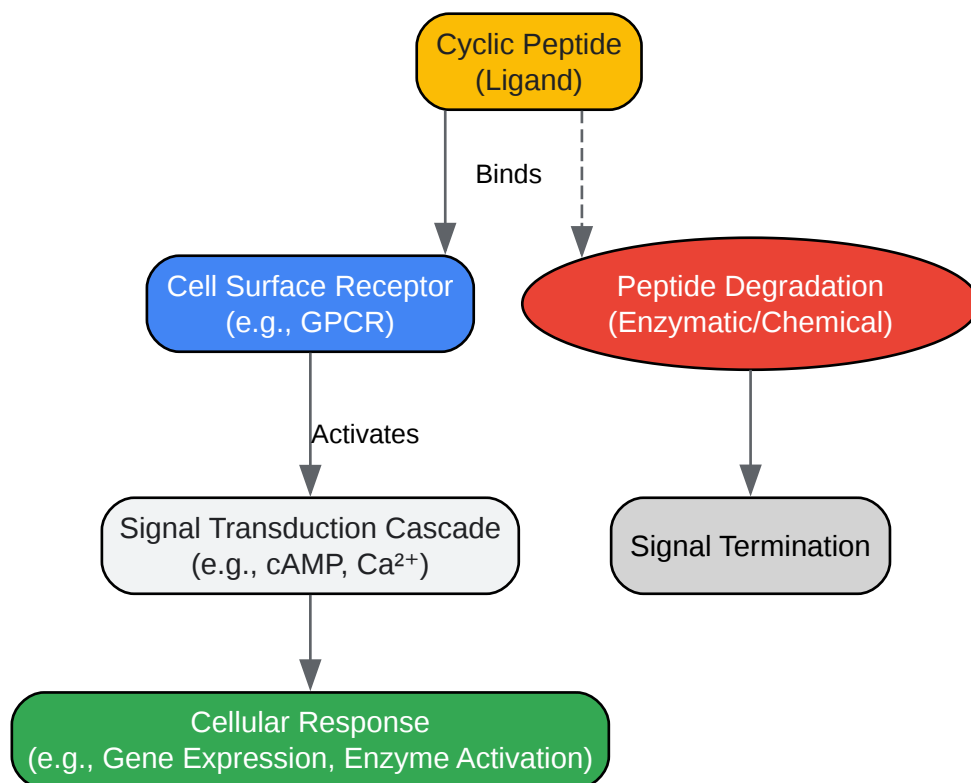 Cyclic Peptide
(Ligand)
Binds
Cell Surface Receptor
(e.g., GPCR)
Peptide Degradation
(Enzymatic/Chemical)
Activates
Signal Transduction Cascade
(e.g., cAMP, Ca²⁺)
Signal Termination
Cellular Response
(e.g., Gene Expression, Enzyme Activation)